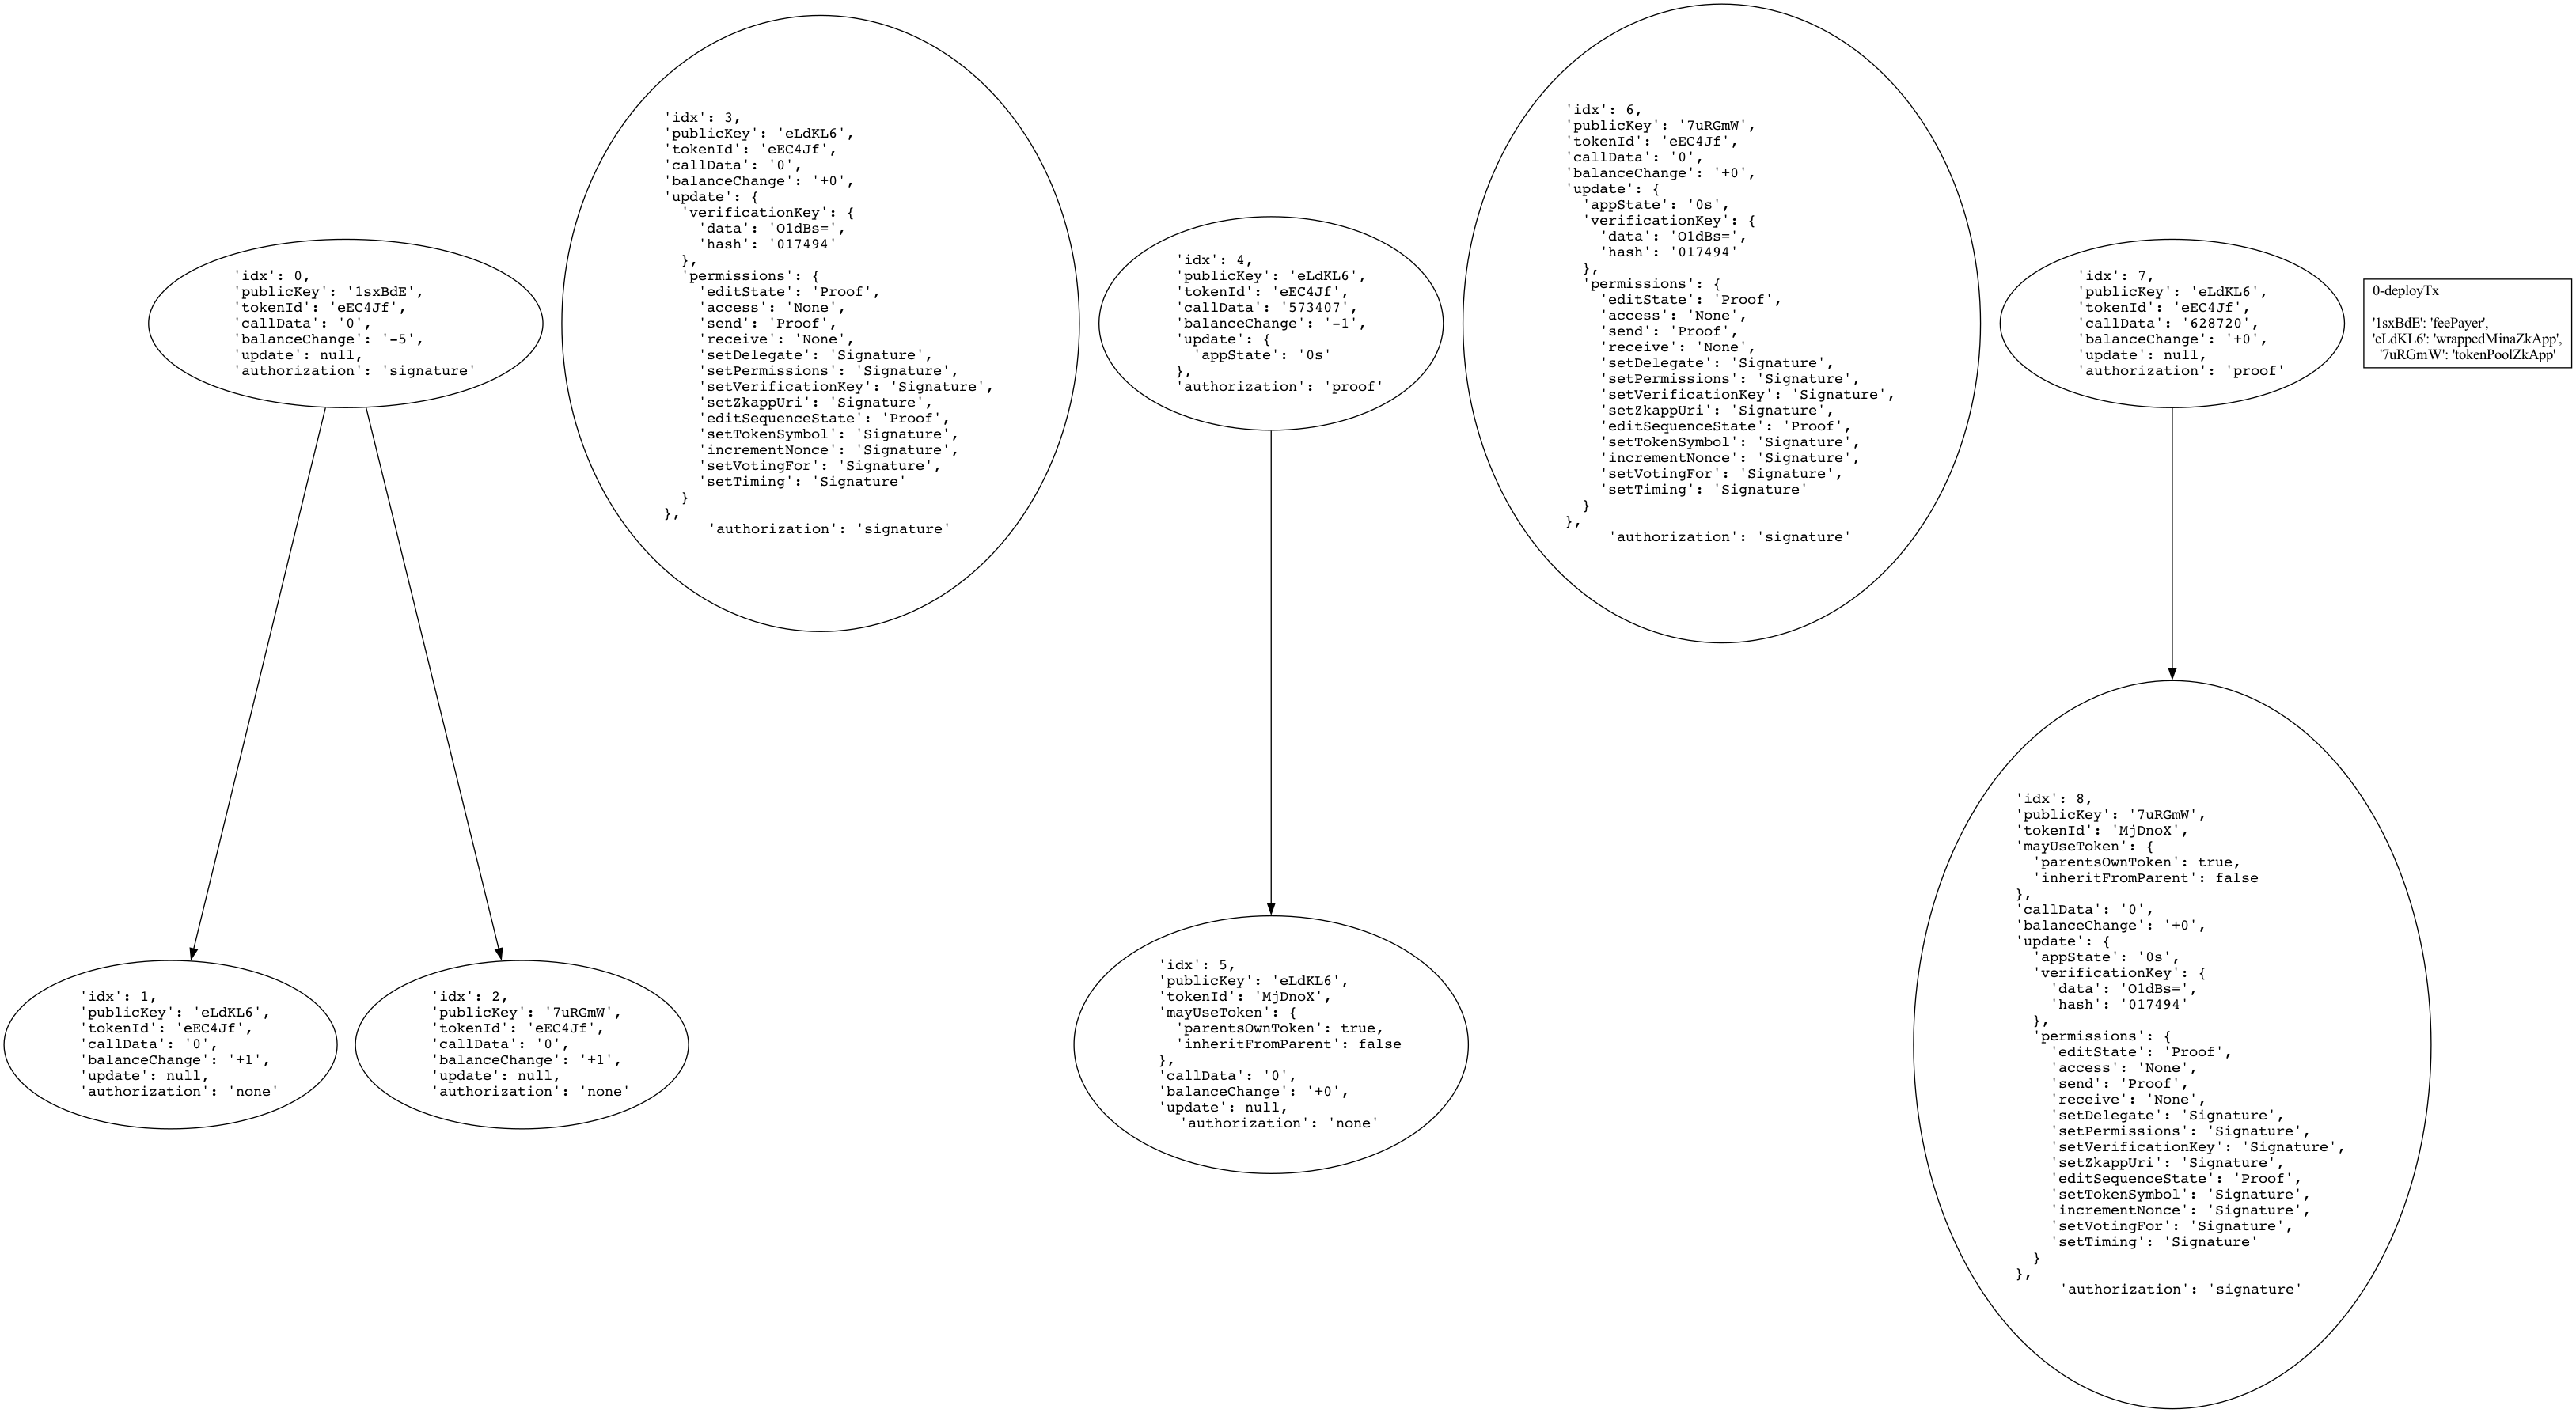 'idx': 0,
'publicKey': '1sxBdE',
'tokenId': 'eEC4Jf',
'callData': '0',
'balanceChange': '-5',
'update': null,
'authorization': 'signature'
'idx': 3,
'publicKey': 'eLdKL6',
'tokenId': 'eEC4Jf',
'callData': '0',
'balanceChange': '+0',
'update': {
'verificationKey': {
'data': 'O1dBs=',
'hash': '017494'
},
'permissions': {
'editState': 'Proof',
'access': 'None',
'send': 'Proof',
'receive': 'None',
'setDelegate': 'Signature',
'setPermissions': 'Signature',
'setVerificationKey': 'Signature',
'setZkappUri': 'Signature',
'editSequenceState': 'Proof',
'setTokenSymbol': 'Signature',
'incrementNonce': 'Signature',
'setVotingFor': 'Signature',
'setTiming': 'Signature'
}
},
'authorization': 'signature'
'idx': 4,
'publicKey': 'eLdKL6',
'tokenId': 'eEC4Jf',
'callData': '573407',
'balanceChange': '-1',
'update': {
'appState': '0s'
},
'authorization': 'proof'
'idx': 6,
'publicKey': '7uRGmW',
'tokenId': 'eEC4Jf',
'callData': '0',
'balanceChange': '+0',
'update': {
'appState': '0s',
'verificationKey': {
'data': 'O1dBs=',
'hash': '017494'
},
'permissions': {
'editState': 'Proof',
'access': 'None',
'send': 'Proof',
'receive': 'None',
'setDelegate': 'Signature',
'setPermissions': 'Signature',
'setVerificationKey': 'Signature',
'setZkappUri': 'Signature',
'editSequenceState': 'Proof',
'setTokenSymbol': 'Signature',
'incrementNonce': 'Signature',
'setVotingFor': 'Signature',
'setTiming': 'Signature'
}
},
'authorization': 'signature'
'idx': 7,
'publicKey': 'eLdKL6',
'tokenId': 'eEC4Jf',
'callData': '628720',
'balanceChange': '+0',
'update': null,
'authorization': 'proof'
0-deployTx
'1sxBdE': 'feePayer',
'eLdKL6': 'wrappedMinaZkApp',
'7uRGmW': 'tokenPoolZkApp'
'idx': 1,
'publicKey': 'eLdKL6',
'tokenId': 'eEC4Jf',
'callData': '0',
'balanceChange': '+1',
'update': null,
'authorization': 'none'
'idx': 2,
'publicKey': '7uRGmW',
'tokenId': 'eEC4Jf',
'callData': '0',
'balanceChange': '+1',
'update': null,
'authorization': 'none'
'idx': 5,
'publicKey': 'eLdKL6',
'tokenId': 'MjDnoX',
'mayUseToken': {
'parentsOwnToken': true,
'inheritFromParent': false
},
'callData': '0',
'balanceChange': '+0',
'update': null,
'authorization': 'none'
'idx': 8,
'publicKey': '7uRGmW',
'tokenId': 'MjDnoX',
'mayUseToken': {
'parentsOwnToken': true,
'inheritFromParent': false
},
'callData': '0',
'balanceChange': '+0',
'update': {
'appState': '0s',
'verificationKey': {
'data': 'O1dBs=',
'hash': '017494'
},
'permissions': {
'editState': 'Proof',
'access': 'None',
'send': 'Proof',
'receive': 'None',
'setDelegate': 'Signature',
'setPermissions': 'Signature',
'setVerificationKey': 'Signature',
'setZkappUri': 'Signature',
'editSequenceState': 'Proof',
'setTokenSymbol': 'Signature',
'incrementNonce': 'Signature',
'setVotingFor': 'Signature',
'setTiming': 'Signature'
}
},
'authorization': 'signature'